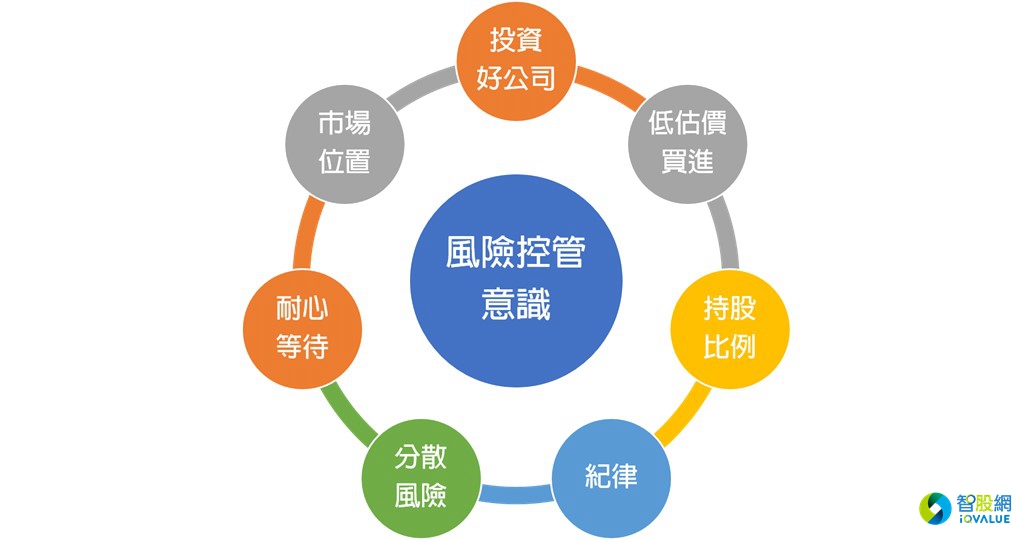 投資
好公司
低估價
買進
持股
比例
紀律
分散
風險
耐心
等待
市場
位置
風險控管
意識
智股網
iOVALUE